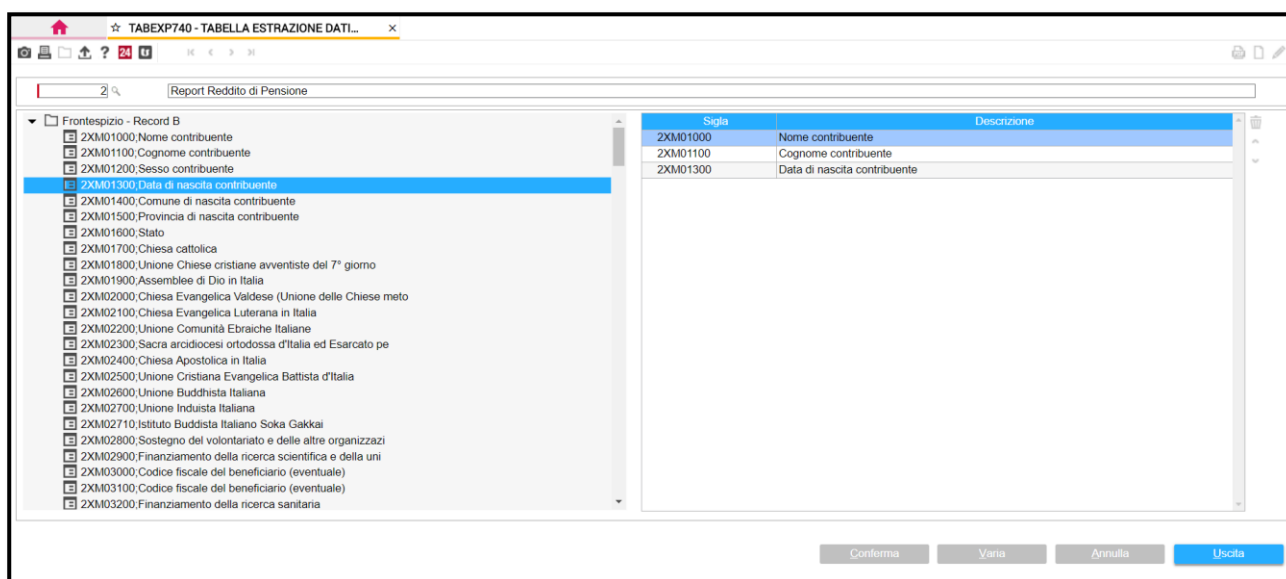 ☆ TABEXP740 - TABELLA ESTRAZIONE DATI... ×
? 24
2 Report Reddito di Pensione
Frontespizio - Record B
2XM01000;Nome contribuente
2XM01100;Cognome contribuente
2XM01200;Sesso contribuente
2XM01300;Data di nascita contribuente
2XM01400;Comune di nascita contribuente
2XM01500;Provincia di nascita contribuente
2XM01600;Stato
2XM01700;Chiesa cattolica
2XM01800;Unione Chiese cristiane avventiste del 7° giorno
2XM01900;Assemblee di Dio in Italia
2XM02000;Chiesa Evangelica Valdese (Unione delle Chiese meto
2XM02100;Chiesa Evangelica Luterana in Italia
2XM02200;Unione Comunità Ebraiche Italiane
2XM02300;Sacra arcidiocesi ortodossa d'Italia ed Esarcato pe
2XM02400;Chiesa Apostolica in Italia
2XM02500;Unione Cristiana Evangelica Battista d'Italia
2XM02600;Unione Buddhista Italiana
2XM02700;Unione Induista Italiana
2XM02710;Istituto Buddista Italiano Soka Gakkai
2XM02800;Sostegno del volontariato e delle altre organizzazi
2XM02900;Finanziamento della ricerca scientifica e della uni
2XM03000;Codice fiscale del beneficiario (eventuale)
2XM03100;Codice fiscale del beneficiario (eventuale)
2XM03200;Finanziamento della ricerca sanitaria
Sigla Descrizione
2XM01000 Nome contribuente
2XM01100 Cognome contribuente
2XM01300 Data di nascita contribuente
Conferma Varia Annulla Uscita